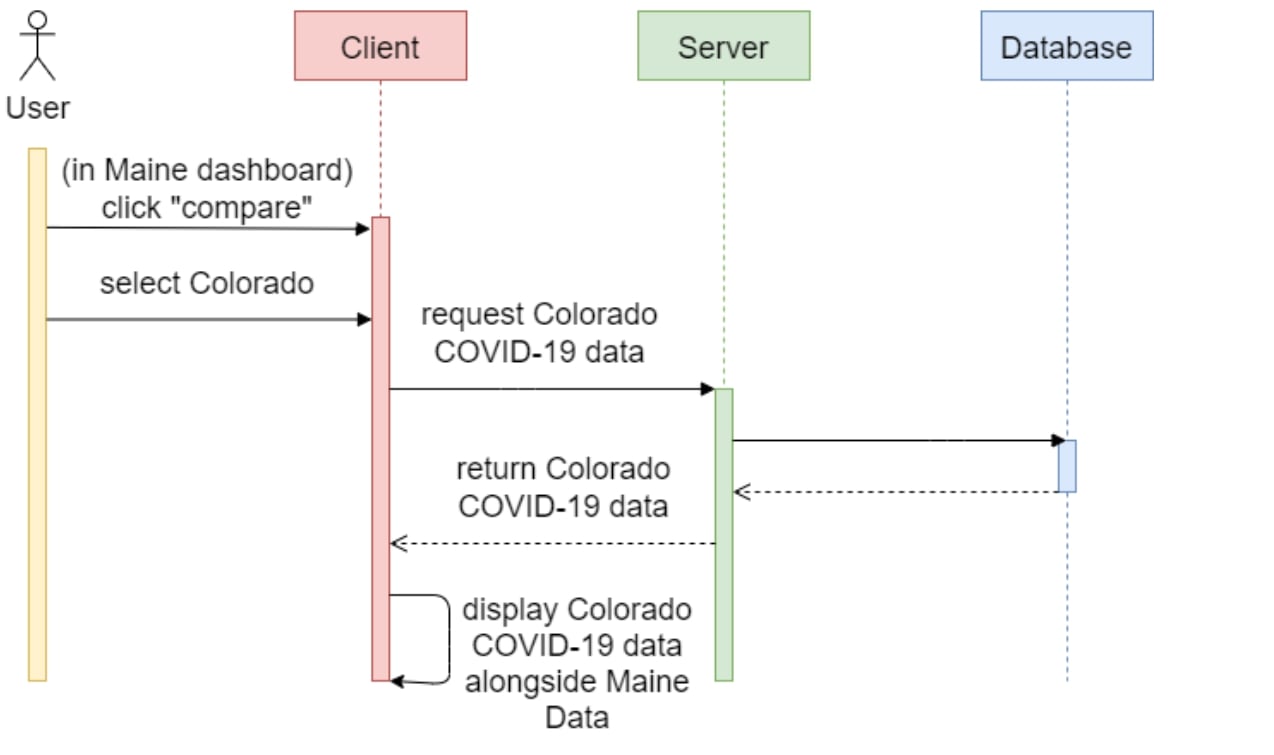 Client
Server
Database
User
(in Maine dashboard)
click "compare"
select Colorado
request Colorado
COVID-19 data
return Colorado
COVID-19 data
display Colorado
COVID-19 data
alongside Maine
Data